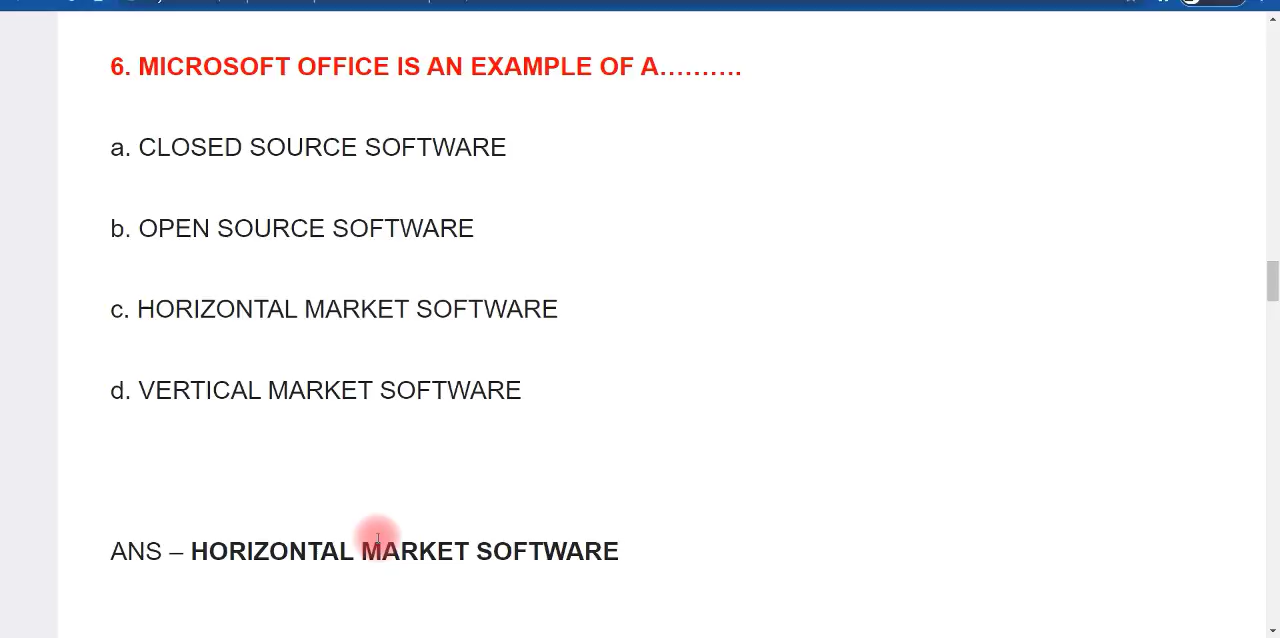 6. MICROSOFT OFFICE IS AN EXAMPLE OF A..........
a. CLOSED SOURCE SOFTWARE
b. OPEN SOURCE SOFTWARE
c. HORIZONTAL MARKET SOFTWARE
d. VERTICAL MARKET SOFTWARE
ANS – HORIZONTAL MARKET SOFTWARE